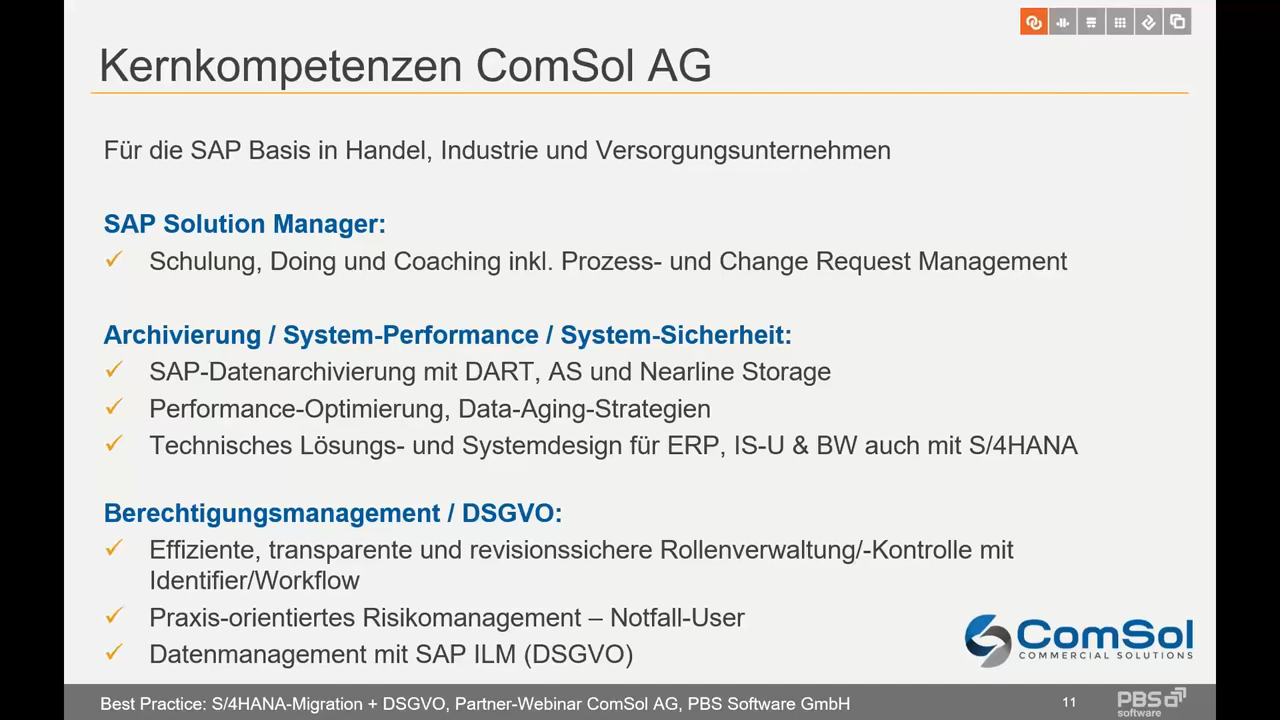 Kernkompetenzen ComSol AG
Für die SAP Basis in Handel, Industrie und Versorgungsunternehmen
SAP Solution Manager:
✓ Schulung, Doing und Coaching inkl. Prozess- und Change Request Management
Archivierung / System-Performance / System-Sicherheit:
✓ SAP-Datenarchivierung mit DART, AS und Nearline Storage
✓ Performance-Optimierung, Data-Aging-Strategien
✓ Technisches Lösungs- und Systemdesign für ERP, IS-U & BW auch mit S/4HANA
Berechtigungsmanagement / DSGVO:
✓ Effiziente, transparente und revisionssichere Rollenverwaltung/-Kontrolle mit
Identifier/Workflow
✓ Praxis-orientiertes Risikomanagement – Notfall-User
✓ Datenmanagement mit SAP ILM (DSGVO)
ComSol
COMMERCIAL SOLUTIONS
Best Practice: S/4HANA-Migration + DSGVO, Partner-Webinar ComSol AG, PBS Software GmbH
11
PBS
software